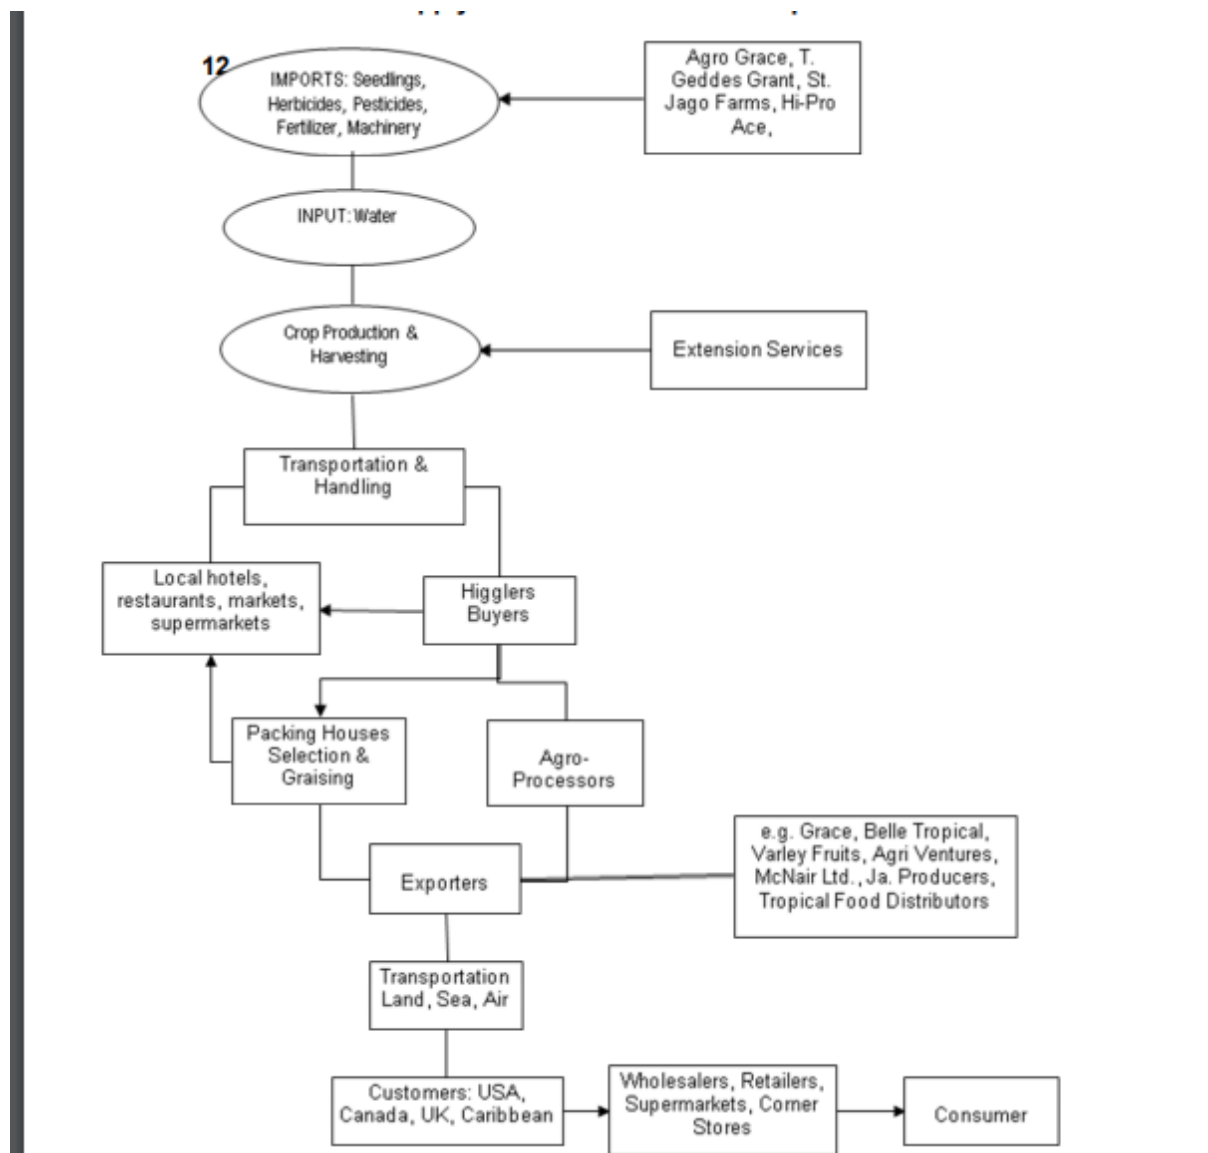 12
IMPORTS: Seedlings,
Herbicides, Pesticides,
Fertilizer, Machinery
Agro Grace, T.
Geddes Grant, St.
Jago Farms, Hi-Pro
Ace,
INPUT: Water
Crop Production &
Harvesting
Extension Services
Transportation &
Handling
Local hotels,
restaurants, markets,
supermarkets
Higglers
Buyers
Packing Houses
Selection &
Graising
Agro-
Processors
e.g. Grace, Belle Tropical,
Varley Fruits, Agri Ventures,
McNair Ltd., Ja. Producers,
Tropical Food Distributors
Exporters
Transportation
Land, Sea, Air
Customers: USA,
Canada, UK, Caribbean
Wholesalers, Retailers,
Supermarkets, Corner
Stores
Consumer